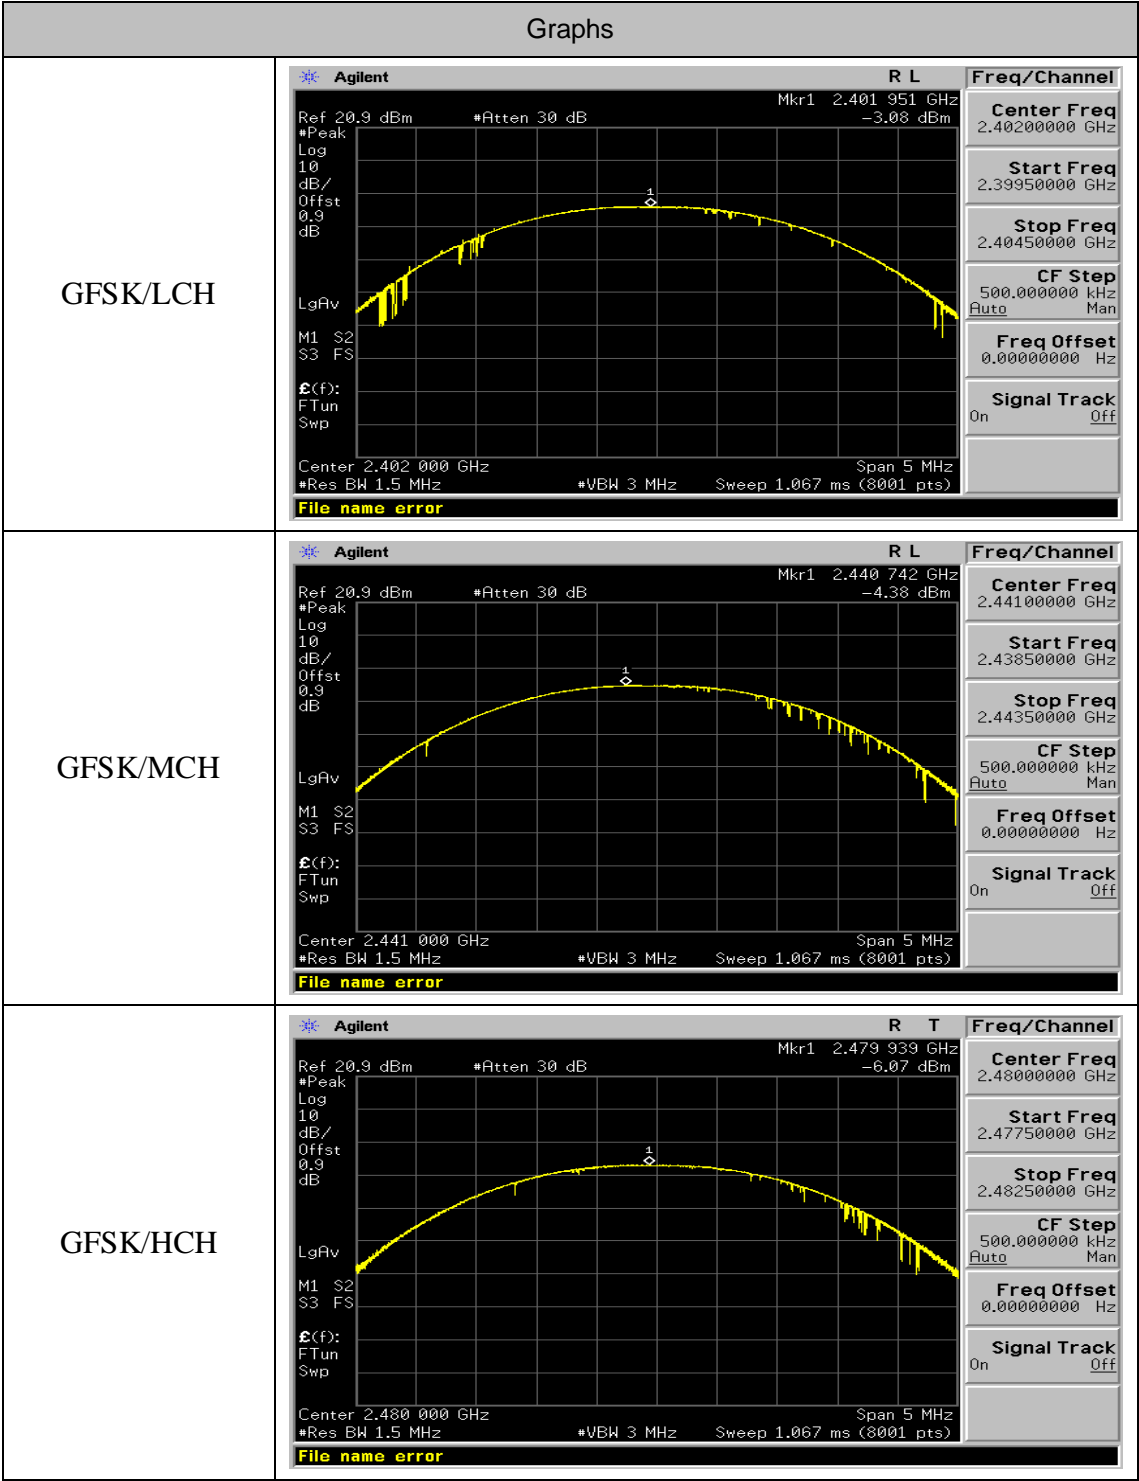 Graphs
GFSK/LCH
Agilent R L Freq/Channel
Mkr1 2.401 951 GHz
Ref 20.9 dBm #Atten 30 dB -3.08 dBm
#Peak
Log
10
dB/
Offst
0.9
dB
1
LgAv
M1 S2
S3 FS
£(f):
FTun
Swp
Center 2.402 000 GHz Span 5 MHz
#Res BW 1.5 MHz #VBW 3 MHz Sweep 1.067 ms (8001 pts)
File name error
Center Freq
2.40200000 GHz
Start Freq
2.39950000 GHz
Stop Freq
2.40450000 GHz
CF Step
500.000000 kHz
Auto Man
Freq Offset
0.00000000 Hz
Signal Track
On Off
GFSK/MCH
Agilent R L Freq/Channel
Mkr1 2.440 742 GHz
Ref 20.9 dBm #Atten 30 dB -4.38 dBm
#Peak
Log
10
dB/
Offst
0.9
dB
1
LgAv
M1 S2
S3 FS
£(f):
FTun
Swp
Center 2.441 000 GHz Span 5 MHz
#Res BW 1.5 MHz #VBW 3 MHz Sweep 1.067 ms (8001 pts)
File name error
Center Freq
2.44100000 GHz
Start Freq
2.43850000 GHz
Stop Freq
2.44350000 GHz
CF Step
500.000000 kHz
Auto Man
Freq Offset
0.00000000 Hz
Signal Track
On Off
GFSK/HCH
Agilent R T Freq/Channel
Mkr1 2.479 939 GHz
Ref 20.9 dBm #Atten 30 dB -6.07 dBm
#Peak
Log
10
dB/
Offst
0.9
dB
1
LgAv
M1 S2
S3 FS
£(f):
FTun
Swp
Center 2.480 000 GHz Span 5 MHz
#Res BW 1.5 MHz #VBW 3 MHz Sweep 1.067 ms (8001 pts)
File name error
Center Freq
2.48000000 GHz
Start Freq
2.47750000 GHz
Stop Freq
2.48250000 GHz
CF Step
500.000000 kHz
Auto Man
Freq Offset
0.00000000 Hz
Signal Track
On Off